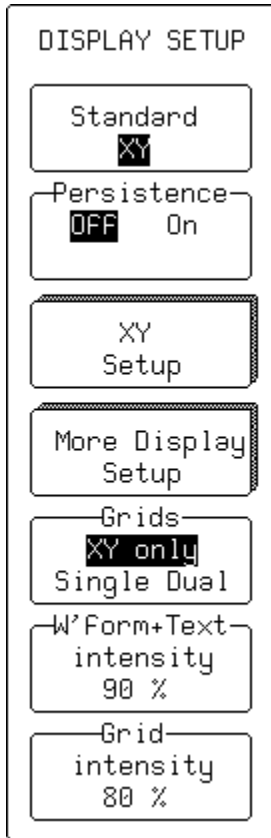 DISPLAY SETUP
Standard
XY
Persistence
OFF On
XY
Setup
More Display
Setup
Grids
XY only
Single Dual
W'Form+Text
intensity
90 %
Grid
intensity
80 %